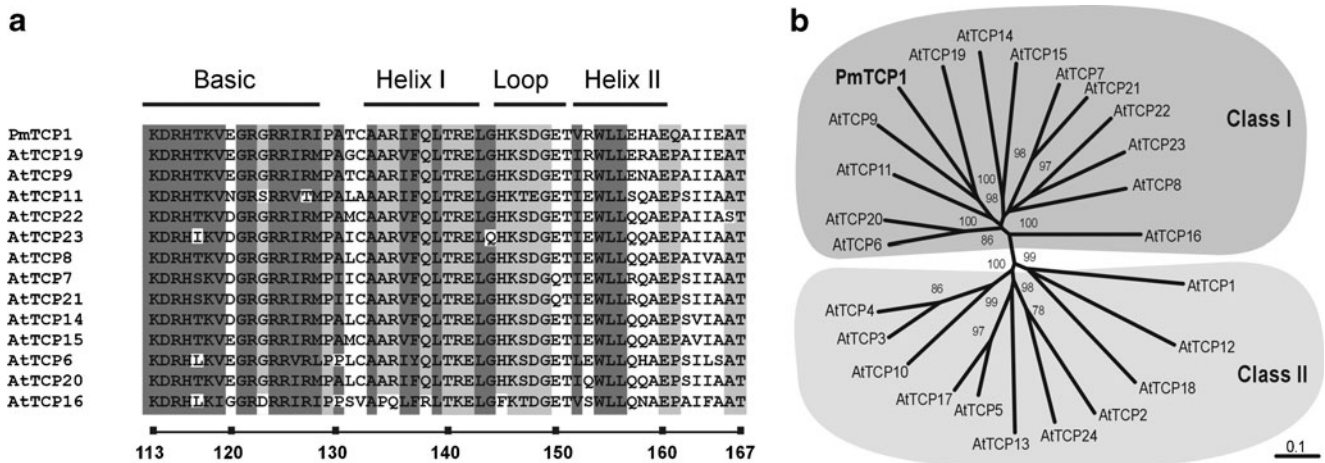 a
Basic Helix I Loop Helix II
PmTCP1 KDRHTKVEGRGRRIRIPATCAARIFQLTRELGHKSDGETVRWLLEHAEQAIIEAT
AtTCP19 KDRHTKVEGRGRRIRMPAGCAARVFQLTRELGHKSDGETIRWLLERAEPAIIEAT
AtTCP9 KDRHTKVEGRGRRIRMPATCAARIFQLTRELGHKSDGETIRWLLENAEPAIIAAT
AtTCP11 KDRHTKVNGRSRRVTMPALAAARIFQLTRELGHKTEGETIEWLLSQAEPSIIAAT
AtTCP22 KDRHTKVDGRGRRIRMPAMCAARVFQLTRELGHKSDGETIEWLLQQAEPAIIAST
AtTCP23 KDRHIKVDGRGRRIRMPAICAARVFQLTRELQHKSDGETIEWLLQQAEPAIIAAT
AtTCP8 KDRHTKVDGRGRRIRMPALCAARVFQLTRELGHKSDGETIEWLLQQAEPAIVAAT
AtTCP7 KDRHSKVDGRGRRIRMPIICAARVFQLTRELGHKSDGQTIEWLLRQAEPSIIAAT
AtTCP21 KDRHSKVDGRGRRIRMPIICAARVFQLTRELGHKSDGQTIEWLLRQAEPSIIAAT
AtTCP14 KDRHTKVDGRGRRIRMPALCAARVFQLTRELGHKSDGETIEWLLQQAEPSVIAAT
AtTCP15 KDRHTKVDGRGRRIRMPAMCAARVFQLTRELGHKSDGETIEWLLQQAEPAVIAAT
AtTCP6 KDRHLKVEGRGRRVRLPPLCAARIYQLTKELGHKSDGETLEWLLQHAEPSILSAT
AtTCP20 KDRHTKVEGRGRRIRMPALCAARIFQLTRELGHKSDGETIQWLLQQAEPSIIAAT
AtTCP16 KDRHLKIGGRDRRIRIPPSVAPQLFRLTKELGFKTDGETVSWLLQNAEPAIFAAT
113 120 130 140 150 160 167
b
AtTCP14
AtTCP19 AtTCP15
PmTCP1 AtTCP7
AtTCP21
AtTCP9 AtTCP22
Class I
AtTCP23
98
97
AtTCP11
100
AtTCP8
98
AtTCP20 100 100
AtTCP6 86 AtTCP16
100 99
AtTCP1
86 98
AtTCP4 99 78
AtTCP3 97
AtTCP12
AtTCP10
Class II
AtTCP18
AtTCP17
AtTCP5 AtTCP2
AtTCP13 AtTCP24
0.1